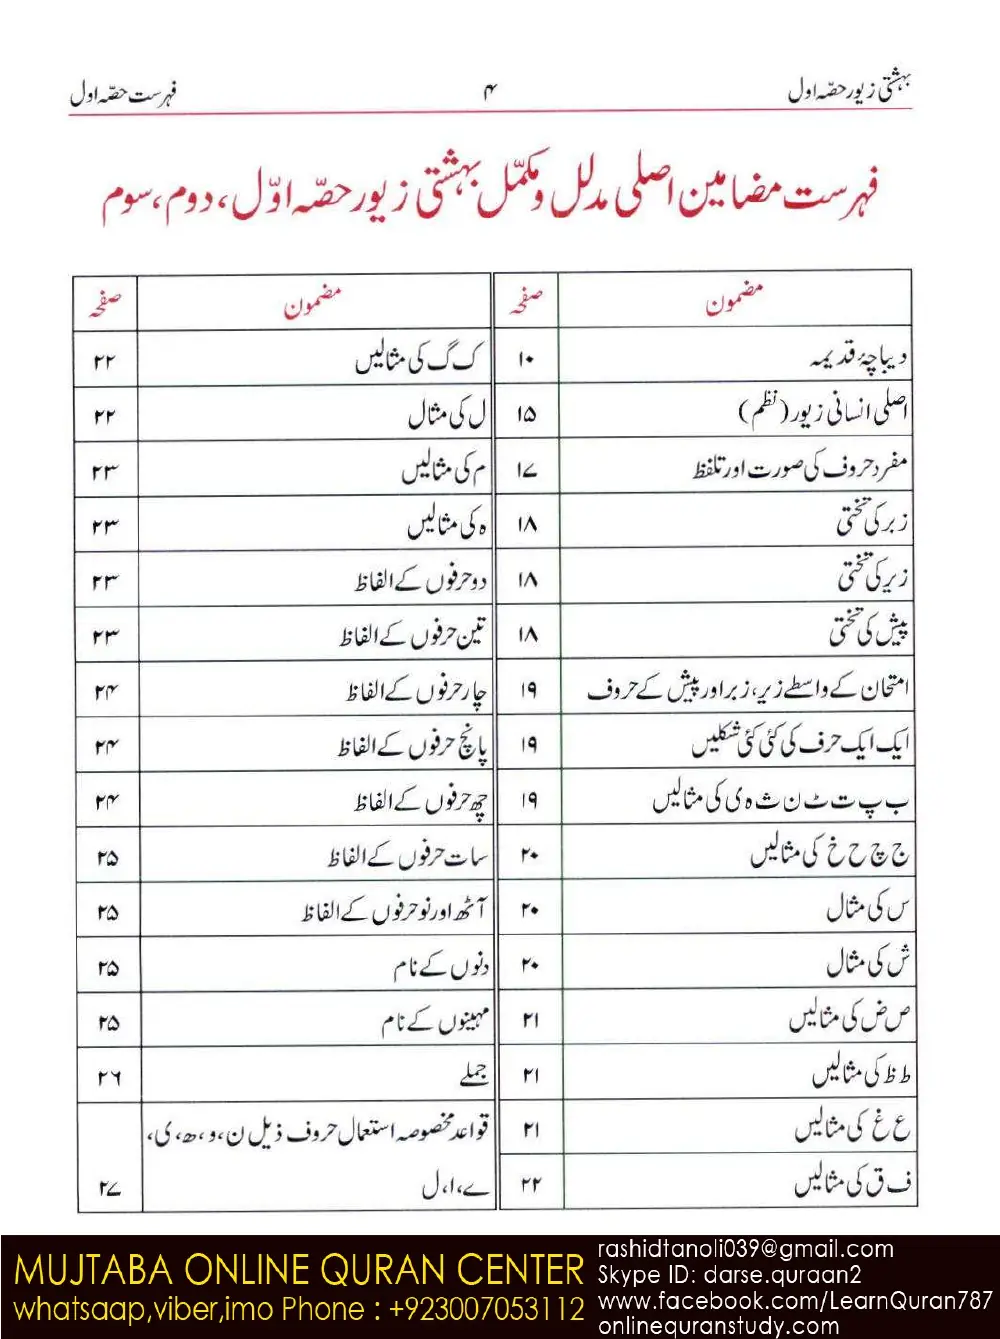 بہشتی زیور حصّہ اول ۴ فہرست حصّہ اول
فہرست مضامین اصلی مدلل و مکمّل بہشتی زیور حصّہ اوّل، دوم، سوم
مضمون صفحہ
دیباچۂ قدیمہ ۱۰
اصلی انسانی زیور (نظم) ۱۵
مفرد حروف کی صورت اور تلفظ ۱۷
زبر کی تختی ۱۸
زیر کی تختی ۱۸
پیش کی تختی ۱۸
امتحان کے واسطے زیر، زبر اور پیش کے حروف ۱۹
ایک ایک حرف کی کئی کئی شکلیں ۱۹
ب پ ت ٹ ن ث ہ ی کی مثالیں ۱۹
ج چ ح خ کی مثالیں ۲۰
س کی مثال ۲۰
ش کی مثال ۲۰
ص ض کی مثالیں ۲۱
ط ظ کی مثالیں ۲۱
ع غ کی مثالیں ۲۱
ف ق کی مثالیں ۲۲
مضمون صفحہ
ک گ کی مثالیں ۲۲
ل کی مثال ۲۲
م کی مثالیں ۲۳
ہ کی مثالیں ۲۳
دو حرفوں کے الفاظ ۲۳
تین حرفوں کے الفاظ ۲۳
چار حرفوں کے الفاظ ۲۴
پانچ حرفوں کے الفاظ ۲۴
چھ حرفوں کے الفاظ ۲۴
سات حرفوں کے الفاظ ۲۵
آٹھ اور نو حرفوں کے الفاظ ۲۵
دنوں کے نام ۲۵
مہینوں کے نام ۲۵
جملے ۲۶
قواعد مخصوصہ استعمال حروف ذیل ن، و، ھ، ی،
ے، ا، ل ۲۷
MUJTABA ONLINE QURAN CENTER
whatsaap,viber,imo Phone : +923007053112
rashidtanoli039@gmail.com
Skype ID: darse.quraan2
www.facebook.com/LearnQuran787
onlinequranstudy.com